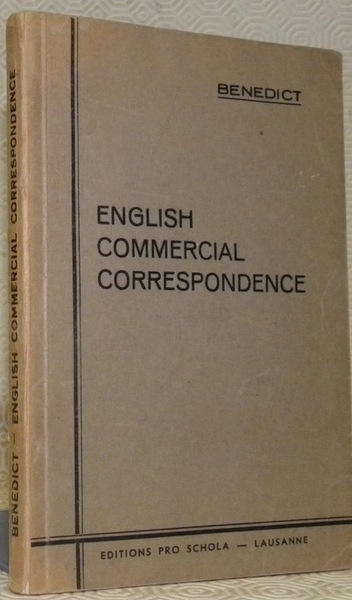 BENEDICT
ENGLISH
COMMERCIAL
CORRESPONDENCE
EDITIONS PRO SCHOLA — LAUSANNE
BENEDICT — ENGLISH COMMERCIAL CORRESPONDENCE